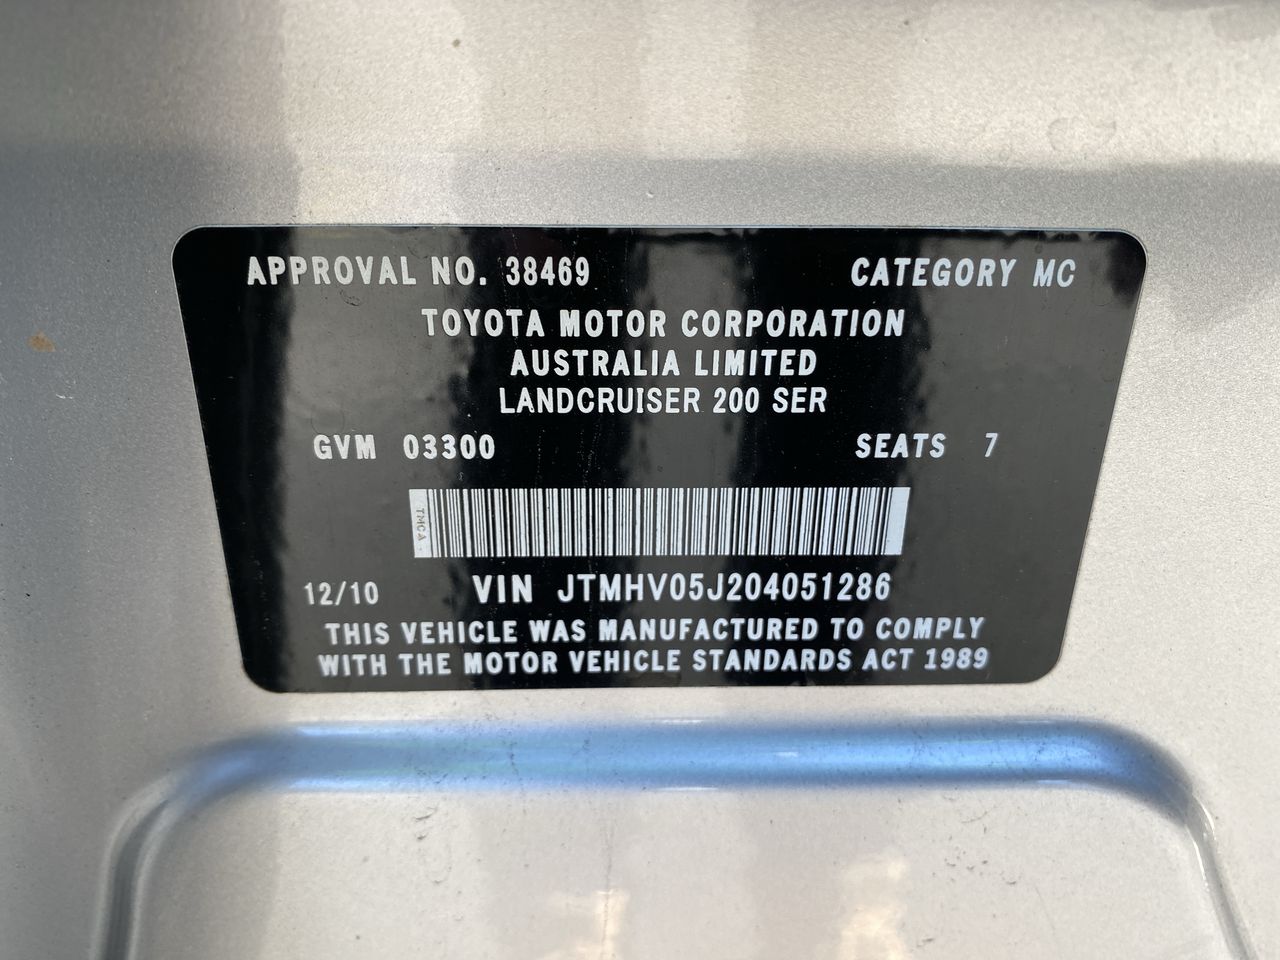 APPROVAL NO. 38469 CATEGORY MC
TOYOTA MOTOR CORPORATION
AUSTRALIA LIMITED
LANDCRUISER 200 SER
GVM 03300 SEATS 7
TMCA
12/10 VIN JTMHV05J204051286
THIS VEHICLE WAS MANUFACTURED TO COMPLY
WITH THE MOTOR VEHICLE STANDARDS ACT 1989